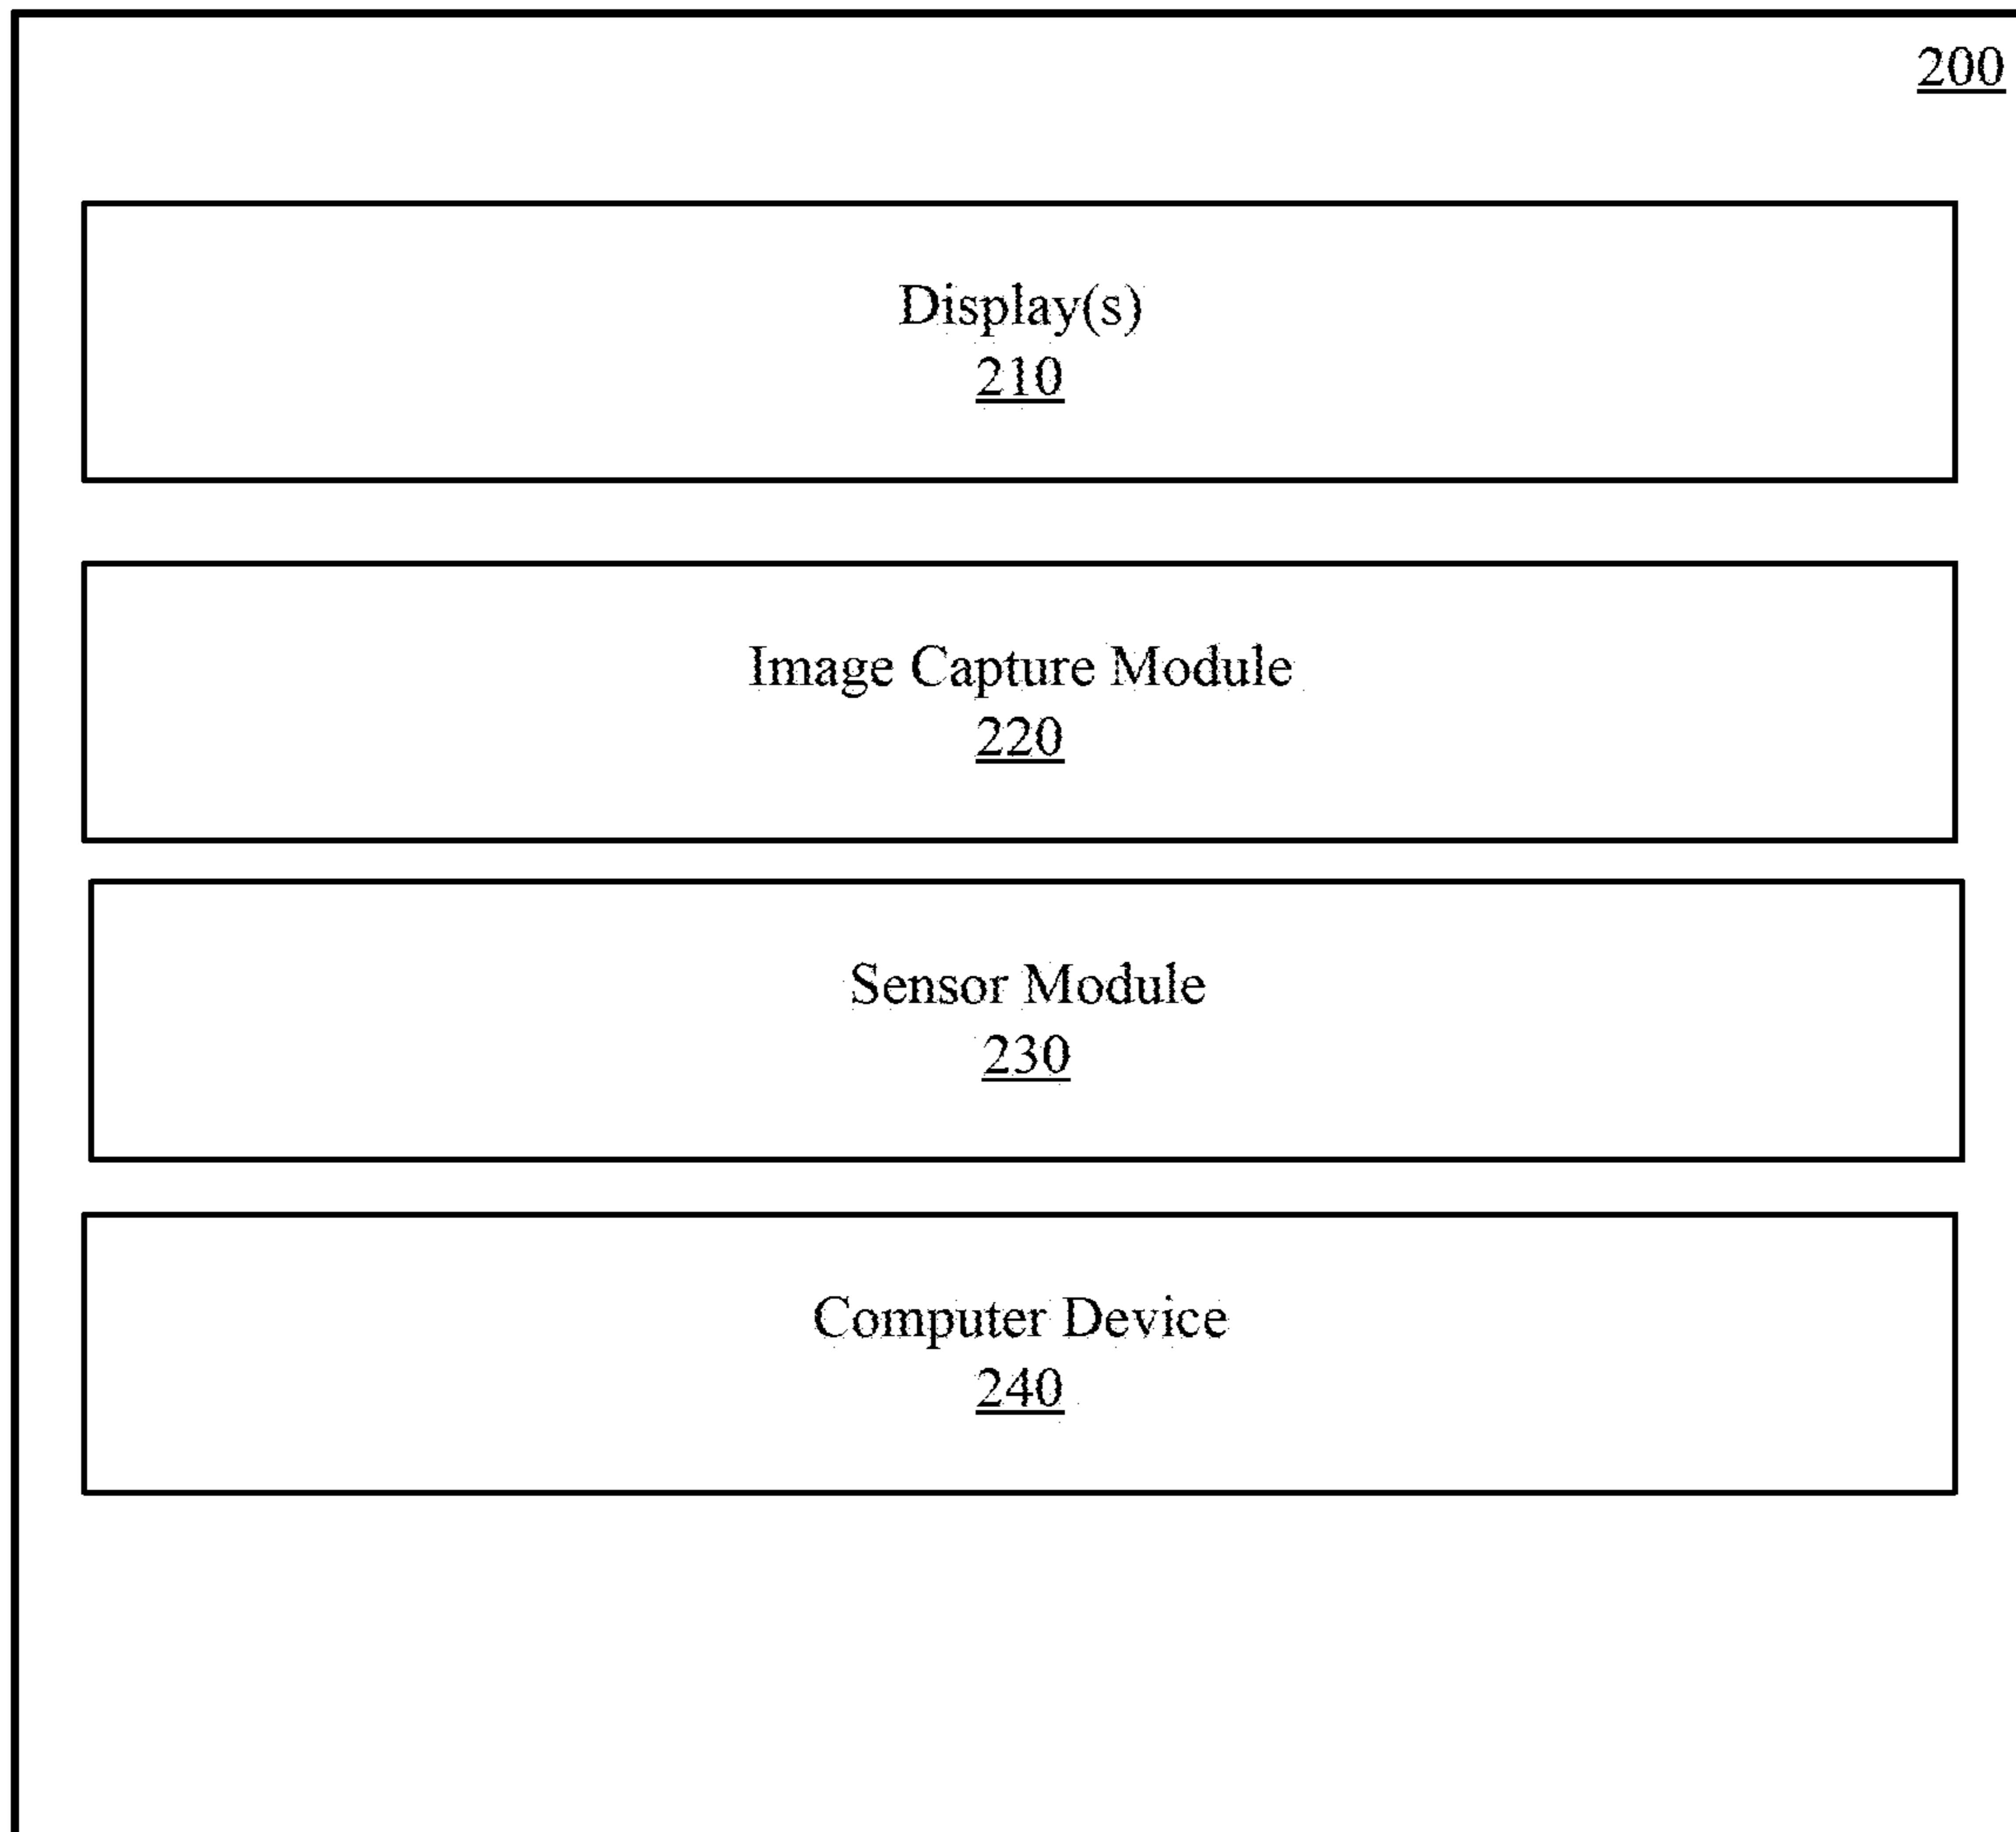 200
Display(s)
210
Image Capture Module
220
Sensor Module
230
Computer Device
240